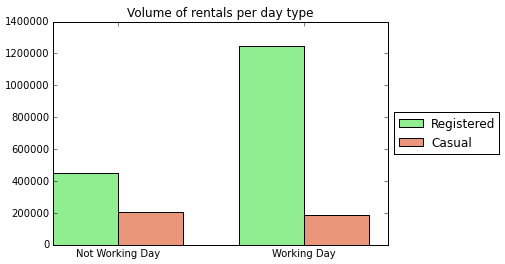 Volume of rentals per day type
1400000
1200000
1000000
800000
600000
400000
200000
0
Not Working Day
Working Day
Registered
Casual